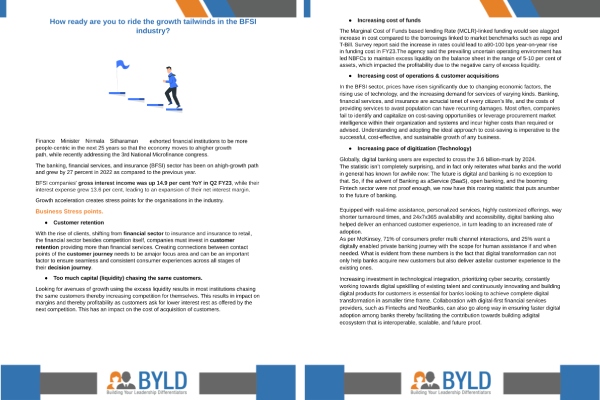 How ready are you to ride the growth tailwinds in the BFSI
industry?
Finance Minister Nirmala Sitharaman exhorted financial institutions to be more
people centric in the next 25 years so that the economy moves to ahigher growth
path, while recently addressing the 3rd National Microfinance congress.
The banking, financial services, and insurance (BFSI) sector has been on ahigh-growth path
and grew by 27 percent in 2022 as compared to the previous year.
BFSI companies' gross interest income was up 14.9 per cent YoY in Q2 FY23, while their
interest expense grew 13.6 per cent, leading to an expansion of their net interest margin.
Growth acceleration creates stress points for the organisations in the industry.
Business Stress points.
● Customer retention
With the rise of clients, shifting from financial sector to insurance and insurance to retail,
the financial sector besides competition itself, companies must invest in customer
retention providing more than financial services. Creating connections between contact
points of the customer journey needs to be anajor focus area and can be an important
factor to ensure seamless and consistent consumer experiences across all stages of
their decision journey.
● Too much capital (liquidity) chasing the same customers.
Looking for avenues of growth using the excess liquidity results in most institutions chasing
the same customers thereby increasing competition for themselves. This results in impact on
margins and thereby profitability as customers ask for lower interest rest as offered by the
next competition. This has an impact on the cost of acquisition of customers.
BYLD
Building Your Leadership Differentiators
● Increasing cost of funds
The Marginal Cost of Funds based lending Rate (MCLR)-linked funding would see alagged
increase in cost compared to the borrowings linked to market benchmarks such as repo and
T-Bill. Survey report said the increase in rates could lead to a80-100 bps year-on-year rise
in funding cost in FY23.The agency said the prevailing uncertain operating environment has
led NBFCs to maintain excess liquidity on the balance sheet in the range of 5-10 per cent of
assets, which impacted the profitability due to the negative carry of excess liquidity.
● Increasing cost of operations & customer acquisitions
In the BFSI sector, prices have risen significantly due to changing economic factors, the
rising use of technology, and the increasing demand for services of varying kinds. Banking,
financial services, and insurance are acrucial tenel of every citizen's life, and the costs of
providing services to avast population can have recurring damages. Most often, companies
fail to identify and capitalize on cost-saving opportunities or leverage procurement market
intelligence within their organization and systems and incur higher costs than required or
advised. Understanding and adopting the ideal approach to cost-saving is imperative to the
successful, cost-effective, and sustainable growth of any business.
● Increasing pace of digitization (Technology)
Globally, digital banking users are expected to cross the 3.6 billion-mark by 2024.
The statistic isn't completely surprising, and in fact only reiterates what banks and the world
in general has known for awhile now. The future is digital and banking is no exception to
that. So, if the advent of Banking as aService (BaaS), open banking, and the booming
Fintech sector were not proof enough, we now have this roaring statistic that puts anumber
to the future of banking.
Equipped with real-time assistance, personalized services, highly customized offerings, way
shorter turnaround times, and 24x7x365 availability and accessibility, digital banking also
helped deliver an enhanced customer experience, in turn leading to an increased rate of
adoption.
As per McKinsey, 71% of consumers prefer multi channel interactions, and 25% want a
digitally enabled private banking journey with the scope for human assistance if and when
needed. What is evident from these numbers is the fact that digital transformation can not
only help banks acquire new customers but also deliver astellar customer experience to the
existing ones.
Increasing investment in technological integration, prioritizing cyber security, constantly
working towards digital upskilling of existing talent and continuously innovating and building
digital products for customers is essential for banks looking to achieve complete digital
transformation in asmaller time frame. Collaboration with digital-first financial services
providers, such as Fintechs and NeoBanks, can also go along way in ensuring faster digital
adoption among banks thereby facilitating the contribution towards building adigital
ecosystem that is interoperable, scalable, and future proof.
BYLD
Building Your Leadership Differentiators